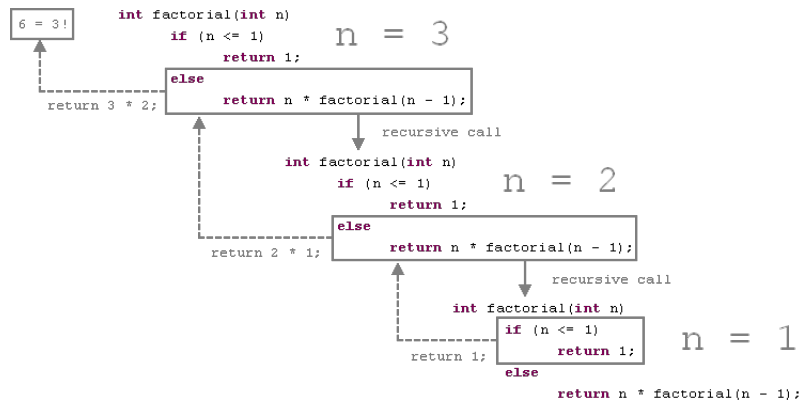 6 = 3!
int factorial(int n)
if (n <= 1)
return 1;
n = 3
else
return n * factorial(n - 1);
return 3 * 2;
recursive call
int factorial(int n)
if (n <= 1)
return 1;
n = 2
else
return n * factorial(n - 1);
return 2 * 1;
recursive call
int factorial(int n)
if (n <= 1)
return 1;
n = 1
return 1;
else
return n * factorial(n - 1);